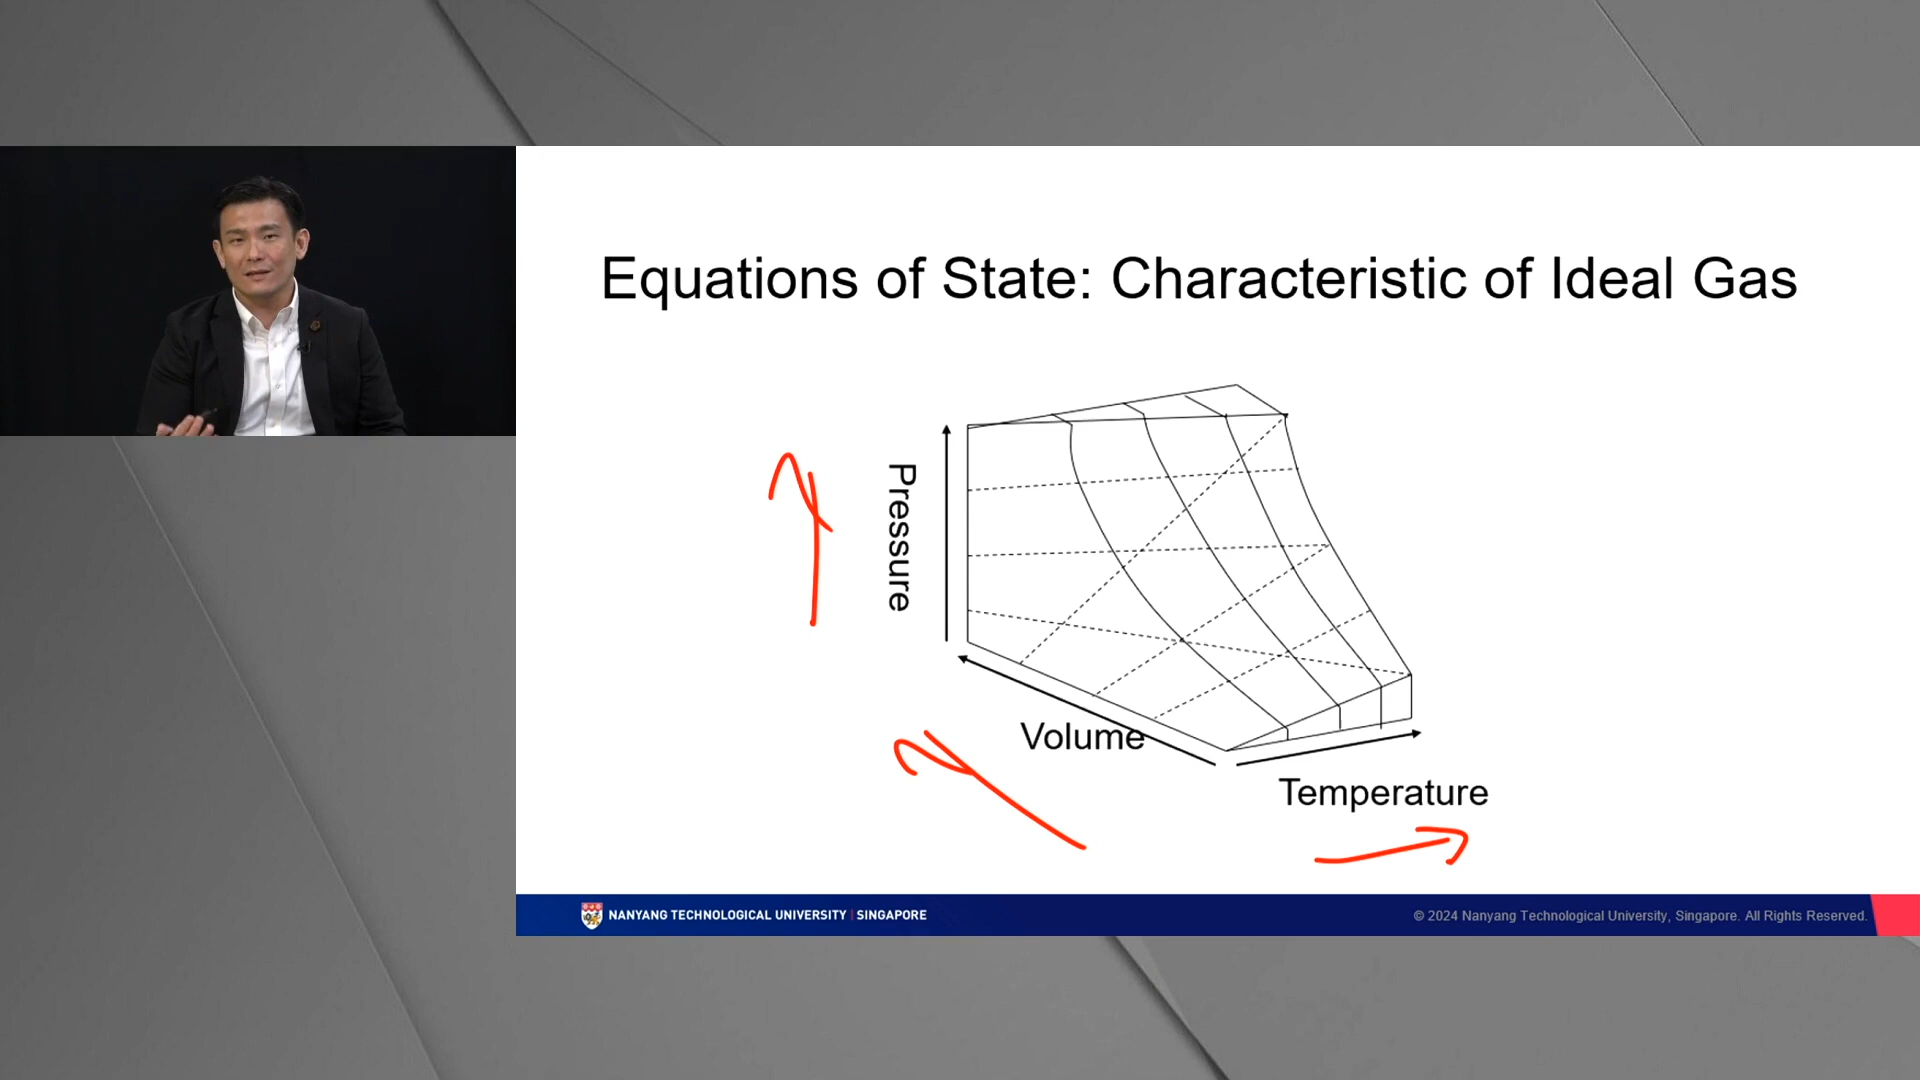 Equations of State: Characteristic of Ideal Gas
Pressure
Volume
Temperature
NANYANG TECHNOLOGICAL UNIVERSITY | SINGAPORE
© 2024 Nanyang Technological University, Singapore. All Rights Reserved.